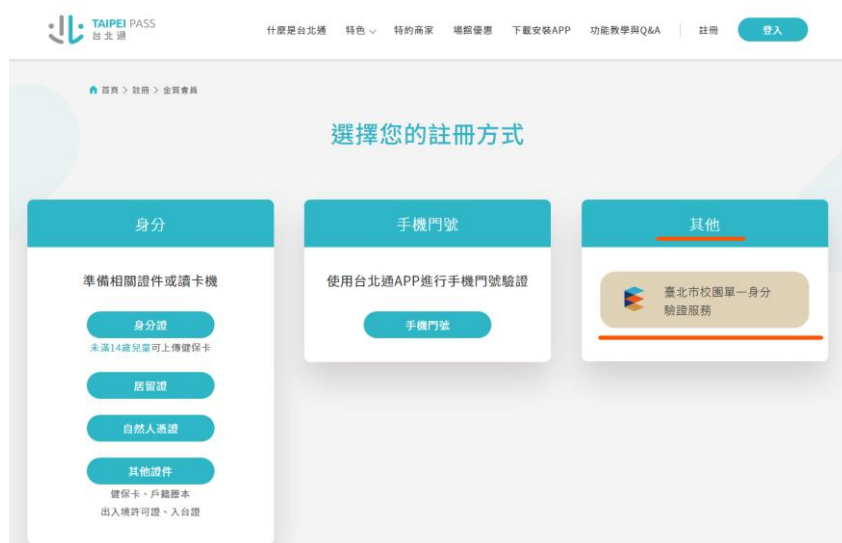 TAIPEI PASS
台北通
什麼是台北通
特色
特約商家
場館優惠
下載安裝APP
功能教學與Q&A
註冊
登入
首頁 > 註冊 > 金質會員
選擇您的註冊方式
身分
準備相關證件或讀卡機
身分證
未滿14歲兒童可上傳健保卡
居留證
自然人憑證
其他證件
健保卡、戶籍謄本
出入境許可證、入台證
手機門號
使用台北通APP進行手機門號驗證
手機門號
其他
臺北市校園單一身分
驗證服務